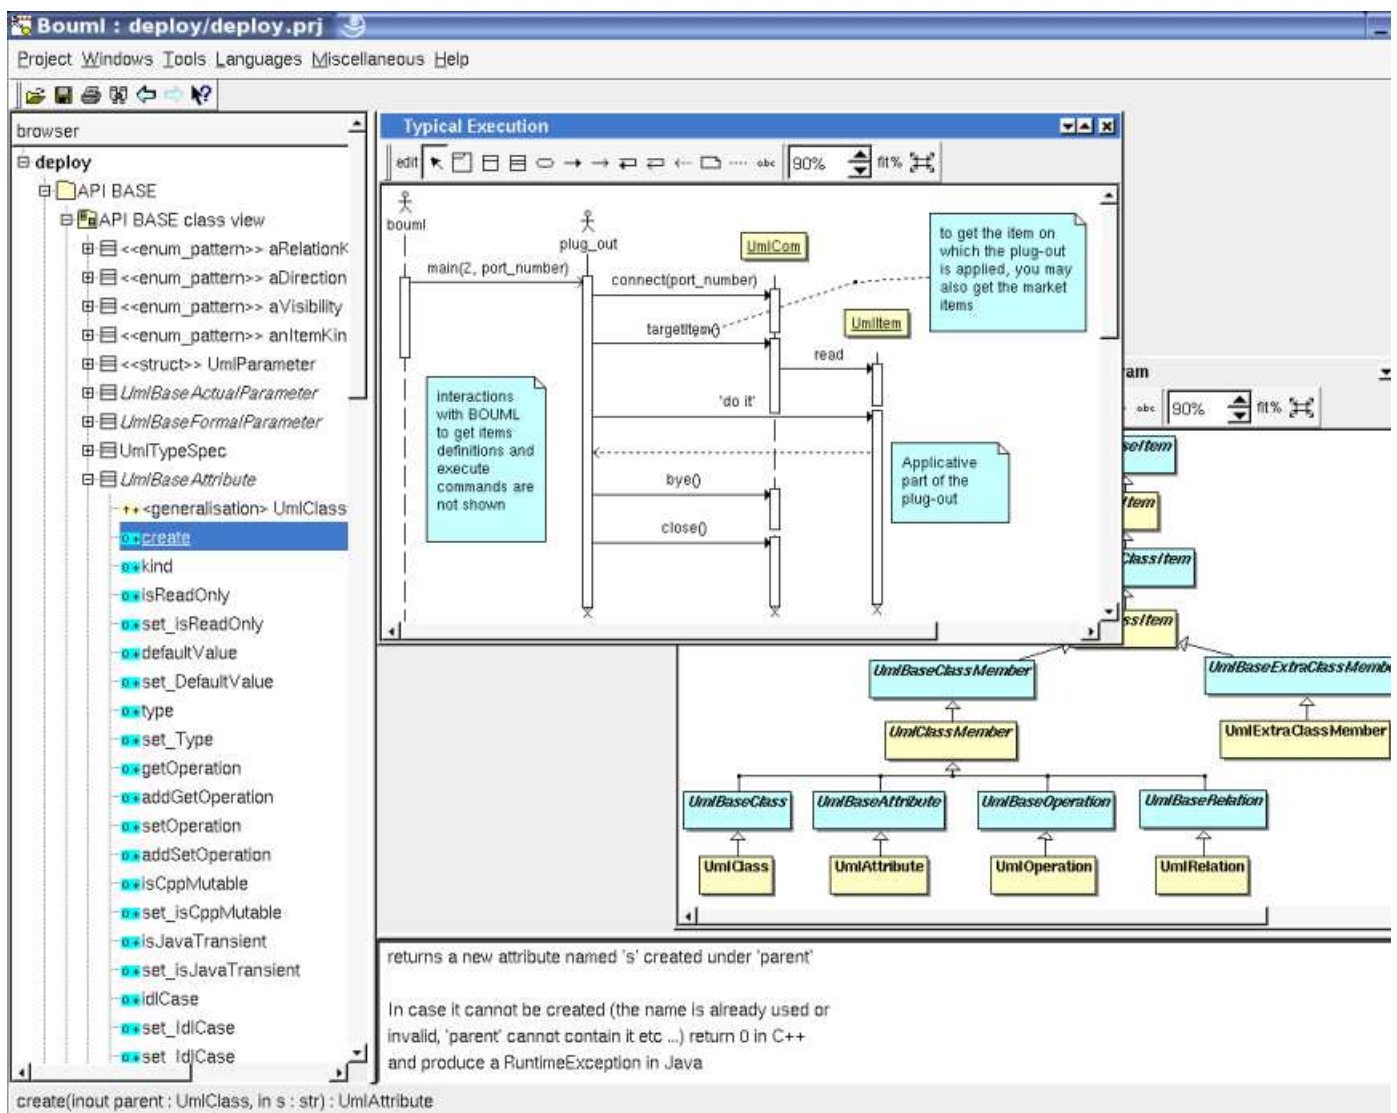 Bouml : deploy/deploy.prj
Project Windows Tools Languages Miscellaneous Help
browser
deploy
API BASE
API BASE class view
<<enum_pattern>> aRelationK
<<enum_pattern>> aDirection
<<enum_pattern>> aVisibility
<<enum_pattern>> anItemKin
<<struct>> UmlParameter
UmlBaseActualParameter
UmlBaseFormalParameter
UmlTypeSpec
UmlBaseAttribute
<generalisation> UmlClass
create
kind
isReadOnly
set_isReadOnly
defaultValue
set_DefaultValue
type
set_Type
getOperation
addGetOperation
setOperation
addSetOperation
isCppMutable
set_isCppMutable
isJavaTransient
set_isJavaTransient
idlCase
set_IdlCase
set_IdlCase
Typical Execution
edit
abc
90%
fit%
bouml
plug_out
UmlCom
UmlItem
main(2, port_number)
connect(port_number)
targetItem()
read
'do it'
bye()
close()
to get the item on
which the plug-out
is applied, you may
also get the market
items
interactions
with BOUML
to get items
definitions and
execute
commands are
not shown
Applicative
part of the
plug-out
ram
abc
90%
fit%
seItem
Item
ClassItem
ssItem
UmlBaseClassMember
UmlBaseExtraClassMembe
UmlClassMember
UmlExtraClassMember
UmlBaseClass
UmlBaseAttribute
UmlBaseOperation
UmlBaseRelation
UmlClass
UmlAttribute
UmlOperation
UmlRelation
returns a new attribute named 's' created under 'parent'
In case it cannot be created (the name is already used or
invalid, 'parent' cannot contain it etc ...) return 0 in C++
and produce a RuntimeException in Java
create(inout parent : UmlClass, in s : str) : UmlAttribute